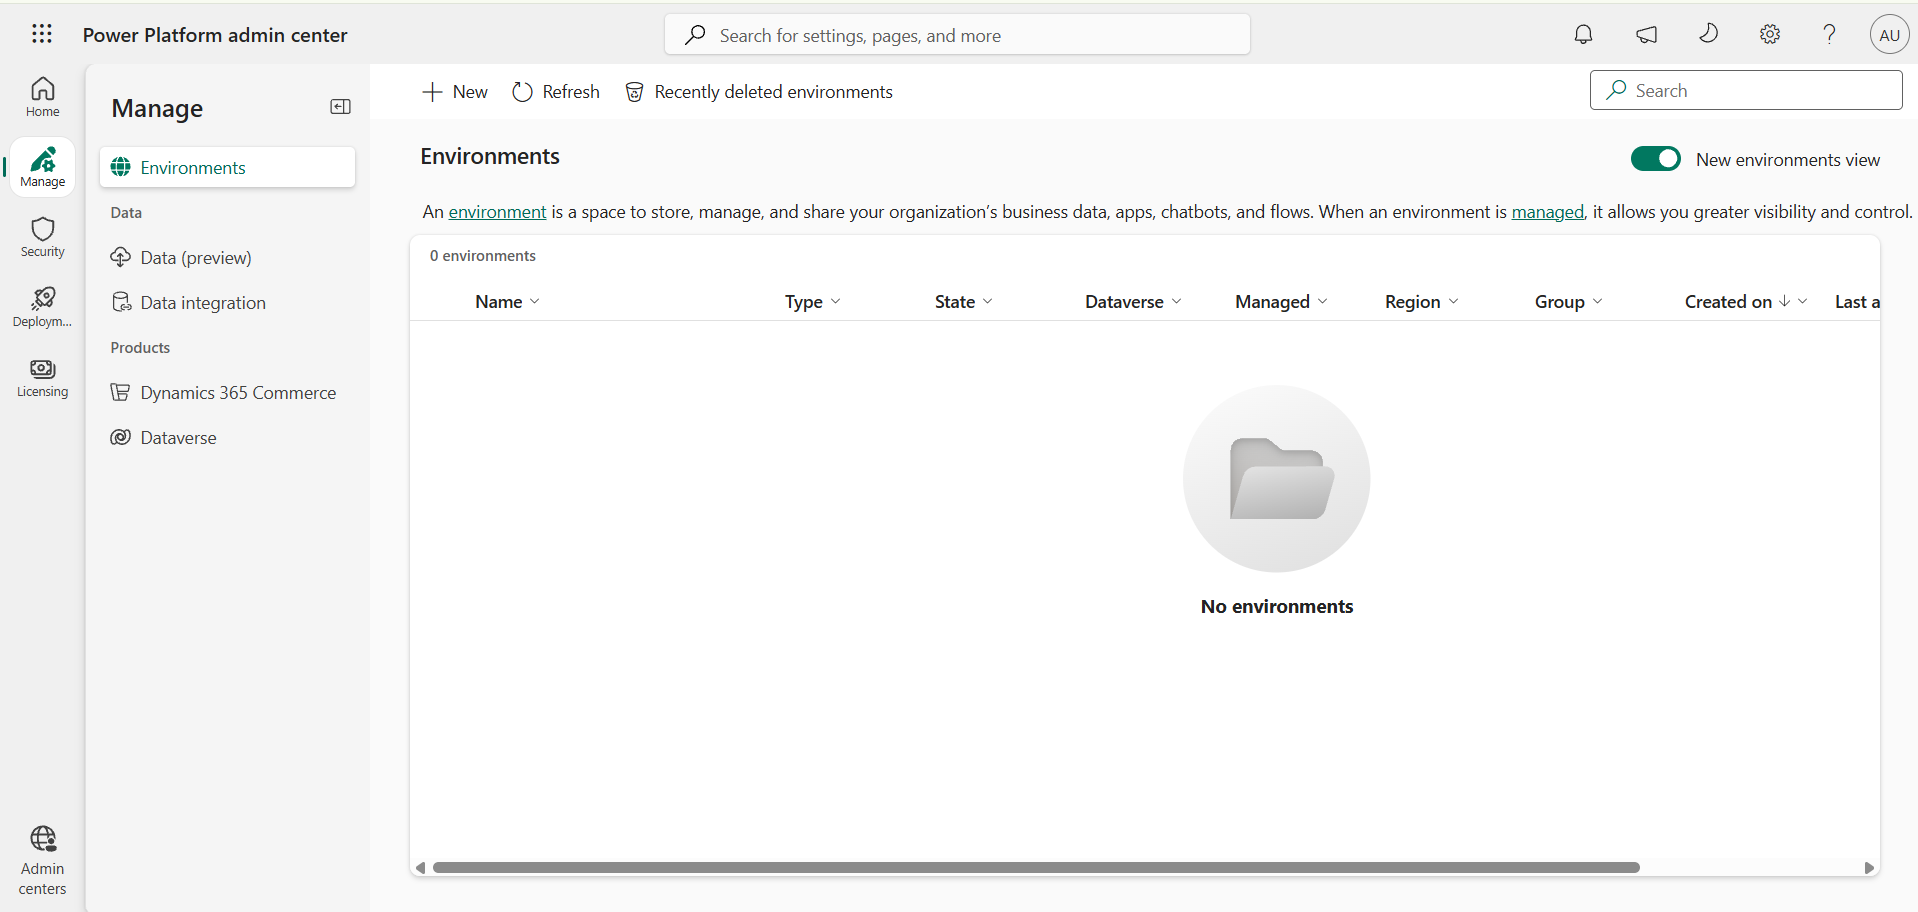 Power Platform admin center
Search for settings, pages, and more
AU
Home
Manage
Security
Deploym...
Licensing
Admin
centers
Manage
Environments
Data
Data (preview)
Data integration
Products
Dynamics 365 Commerce
Dataverse
New
Refresh
Recently deleted environments
Search
Environments
New environments view
An environment is a space to store, manage, and share your organization’s business data, apps, chatbots, and flows. When an environment is managed, it allows you greater visibility and control.
0 environments
Name Type State Dataverse Managed Region Group Created on Last a
No environments